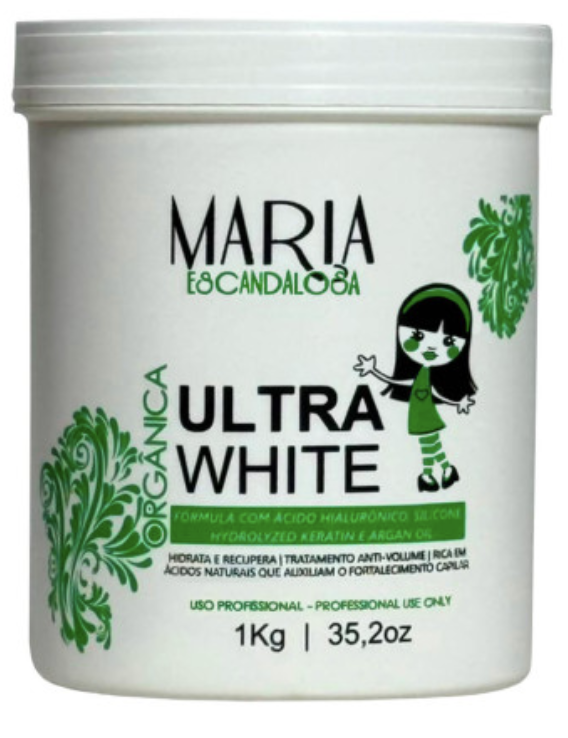 MARIA
ESCANDALOSA
ORGÂNICA
ULTRA
WHITE
FÓRMULA COM ÁCIDO HIALURÔNICO, SILICONE,
HYDROLYZED KERATIN E ARGAN OIL
HIDRATA E RECUPERA | TRATAMENTO ANTI-VOLUME | RICA EM
ÁCIDOS NATURAIS QUE AUXILIAM O FORTALECIMENTO CAPILAR
USO PROFISSIONAL - PROFESSIONAL USE ONLY
1Kg | 35,2oz